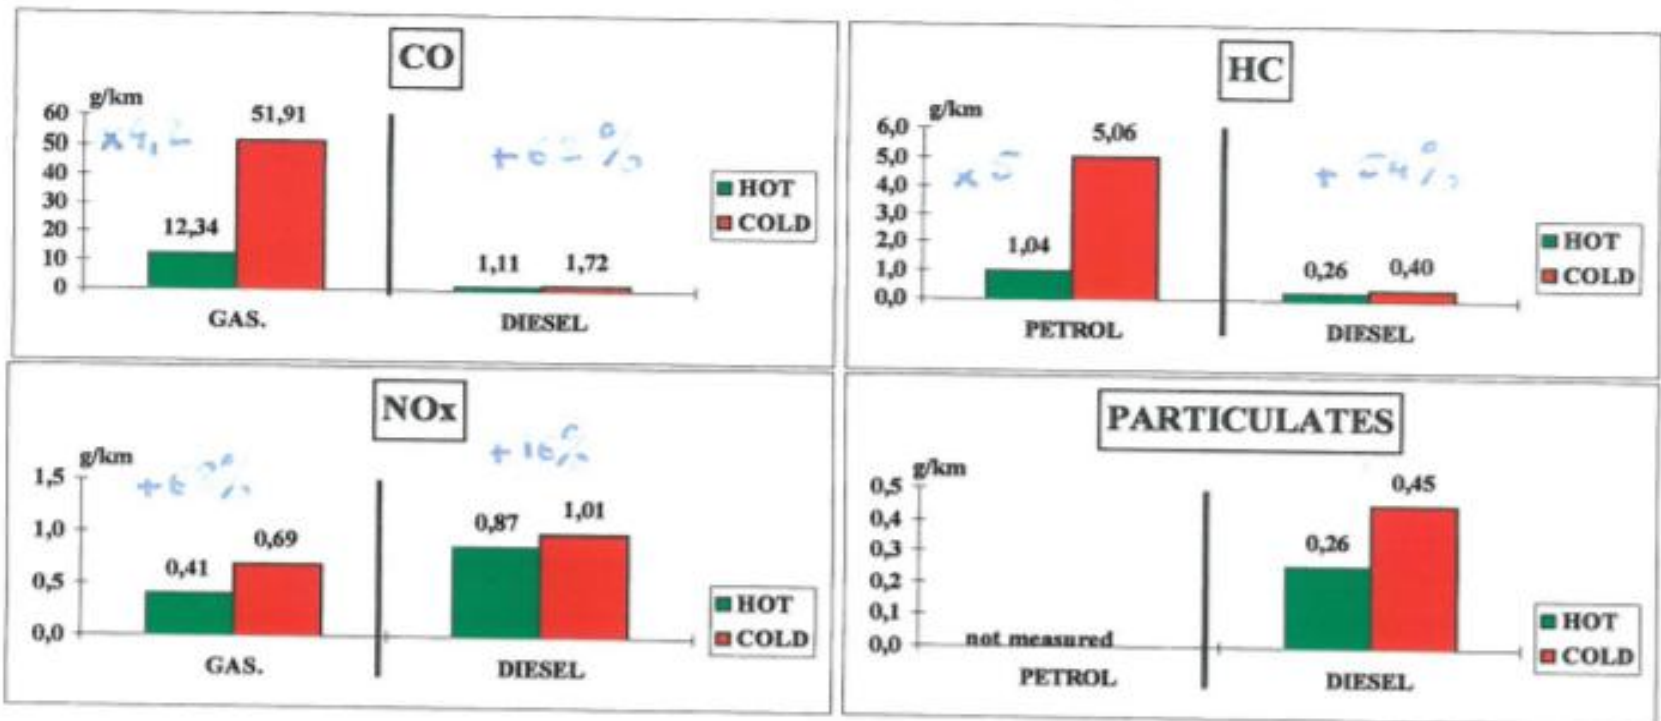 CO
g/km
60
50
40
30
20
10
0
x4,2
51,91
12,34
GAS.
1,11
1,72
DIESEL
HOT
COLD
HC
g/km
6,0
5,0
4,0
3,0
2,0
1,0
0,0
x5
5,06
1,04
PETROL
+54%
0,26
0,40
DIESEL
HOT
COLD
NOx
g/km
1,5
1,0
0,5
0,0
0,41
0,69
GAS.
+16%
0,87
1,01
DIESEL
HOT
COLD
PARTICULATES
g/km
0,5
0,4
0,3
0,2
0,1
0,0
not measured
PETROL
0,26
0,45
DIESEL
HOT
COLD